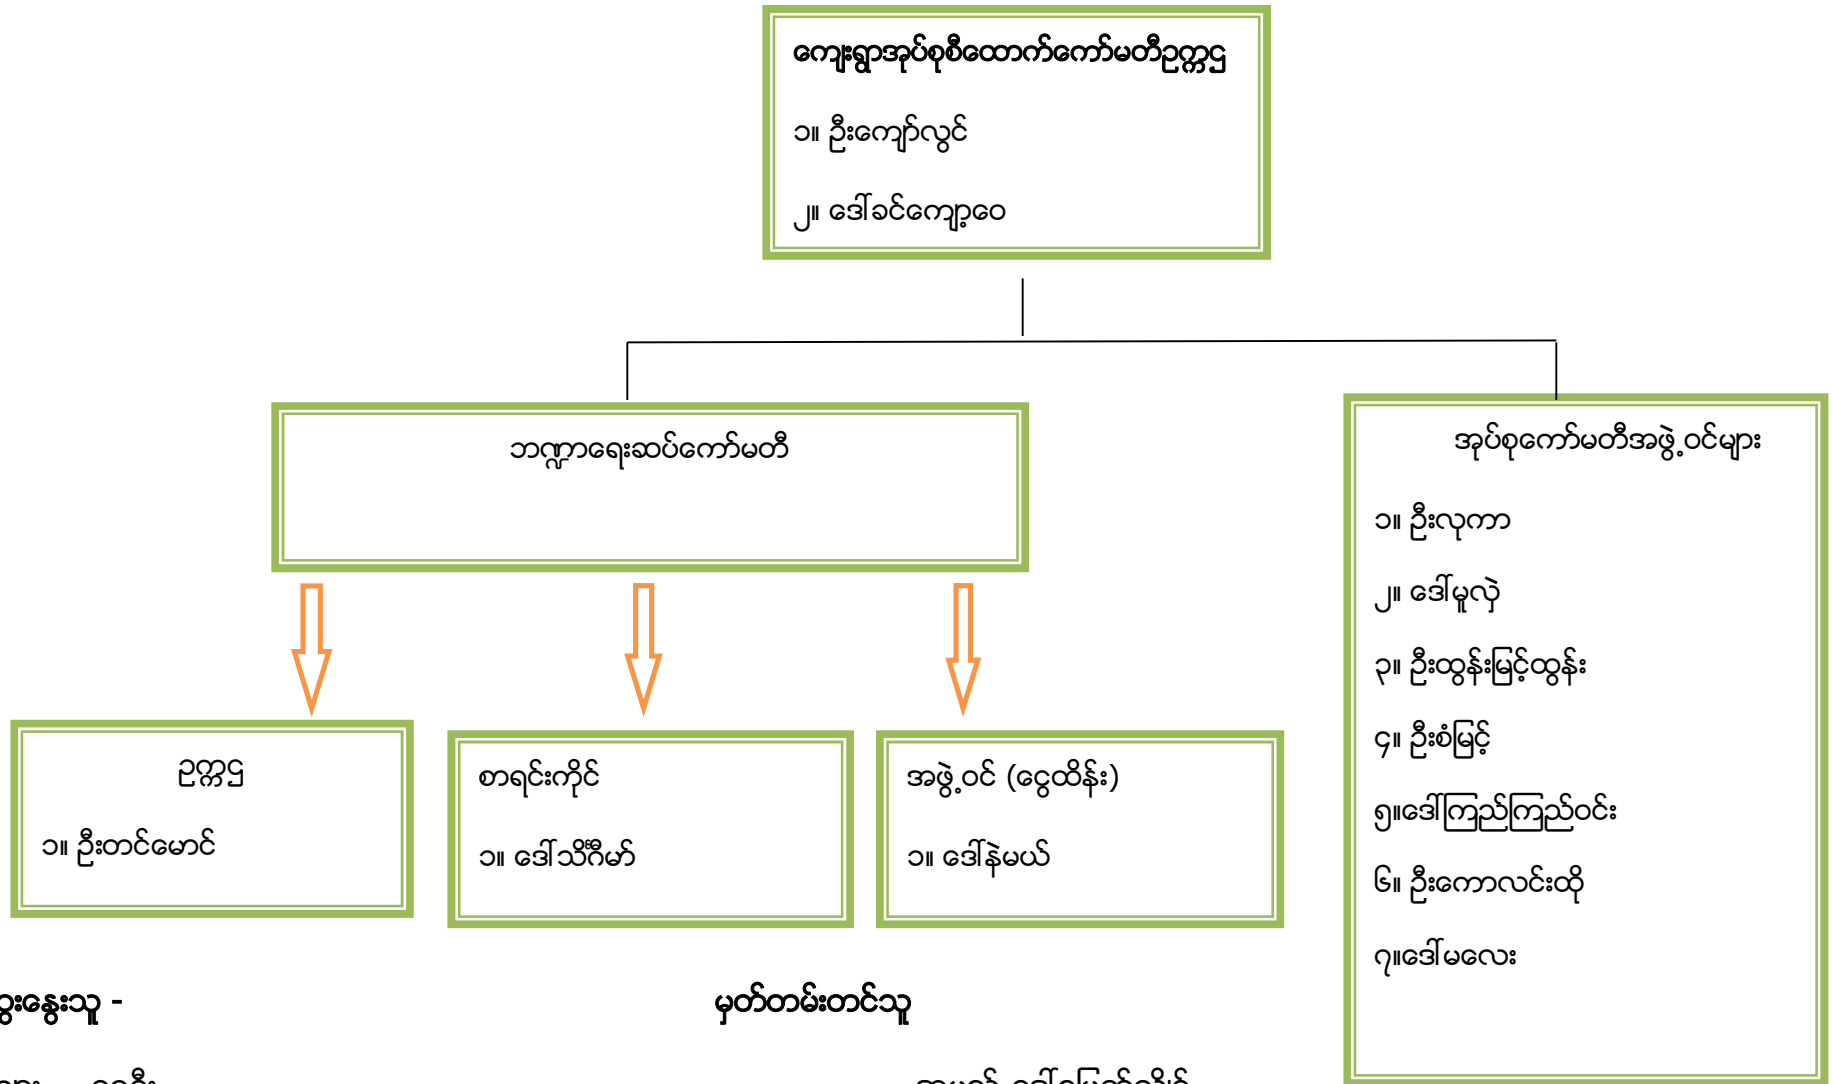 ကျေးရွာအုပ်စုစီထောက်ကော်မတီဥက္ကဌ
၁။ ဦးကျော်လွင်
၂။ ဒေါ်ခင်ကျော့ဝေ
ဘဏ္ဍာရေးဆပ်ကော်မတီ
အုပ်စုကော်မတီအဖွဲ့ဝင်များ
၁။ ဦးလုကာ
၂။ ဒေါ်မူလှဲ
၃။ ဦးထွန်းမြင့်ထွန်း
၄။ ဦးစံမြင့်
၅။ဒေါ်ကြည်ကြည်ဝင်း
၆။ ဦးကောလင်းထို
၇။ဒေါ်မလေး
ဥက္ကဌ
၁။ ဦးတင်မောင်
စာရင်းကိုင်
၁။ ဒေါ်သိင်္ဂီမာ်
အဖွဲ့ဝင် (ငွေထိန်း)
၁။ ဒေါ်နဲမယ်
နွေးသူ - မှတ်တမ်းတင်သူ